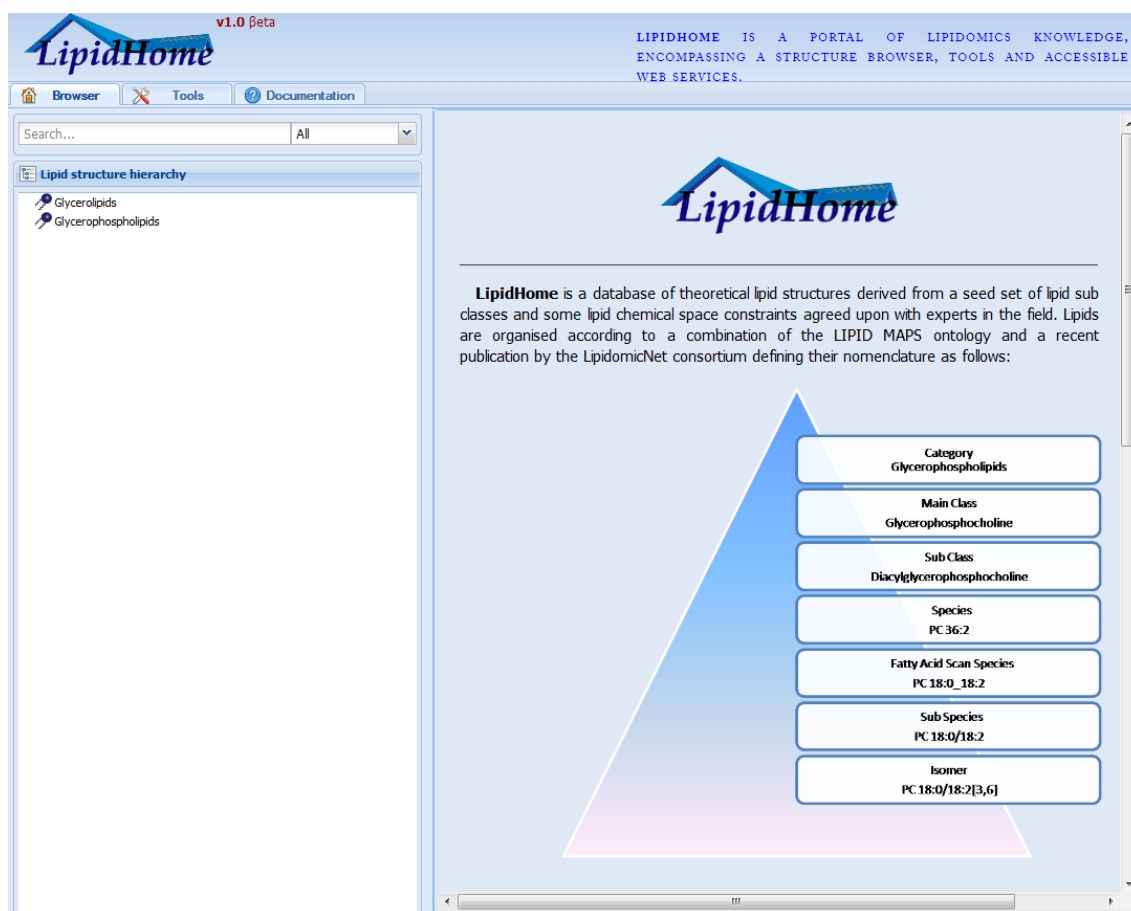 v1.0 βeta
LipidHome
LIPIDHOME IS A PORTAL OF LIPIDOMICS KNOWLEDGE,
ENCOMPASSING A STRUCTURE BROWSER, TOOLS AND ACCESSIBLE
WEB SERVICES.
Browser Tools Documentation
Search... All
Lipid structure hierarchy
Glycerolipids
Glycerophospholipids
LipidHome
LipidHome is a database of theoretical lipid structures derived from a seed set of lipid sub
classes and some lipid chemical space constraints agreed upon with experts in the field. Lipids
are organised according to a combination of the LIPID MAPS ontology and a recent
publication by the LipidomicNet consortium defining their nomenclature as follows:
Category
Glycerophospholipids
Main Class
Glycerophosphocholine
Sub Class
Diacylglycerophosphocholine
Species
PC 36:2
Fatty Acid Scan Species
PC 18:0_18:2
Sub Species
PC 18:0/18:2
Isomer
PC 18:0/18:2[3,6]